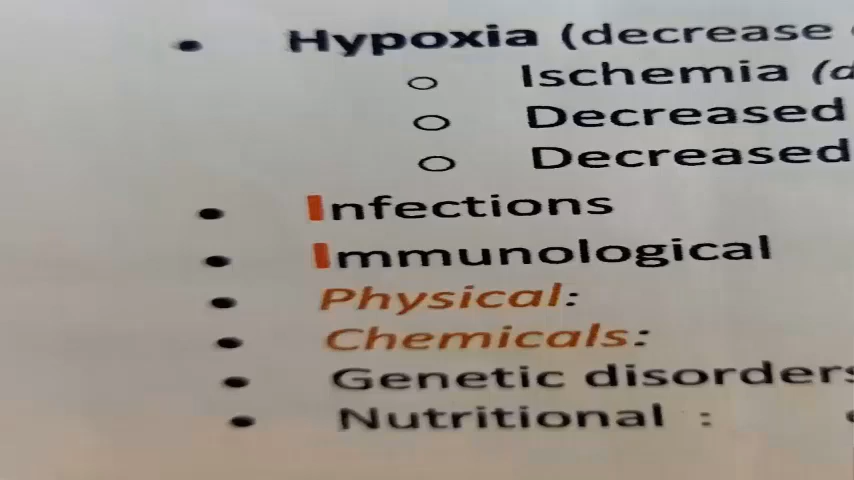 • Hypoxia (decrease
○ Ischemia (d
○ Decreased
○ Decreased
• Infections
• Immunological
• Physical:
• Chemicals:
• Genetic disorders
• Nutritional :